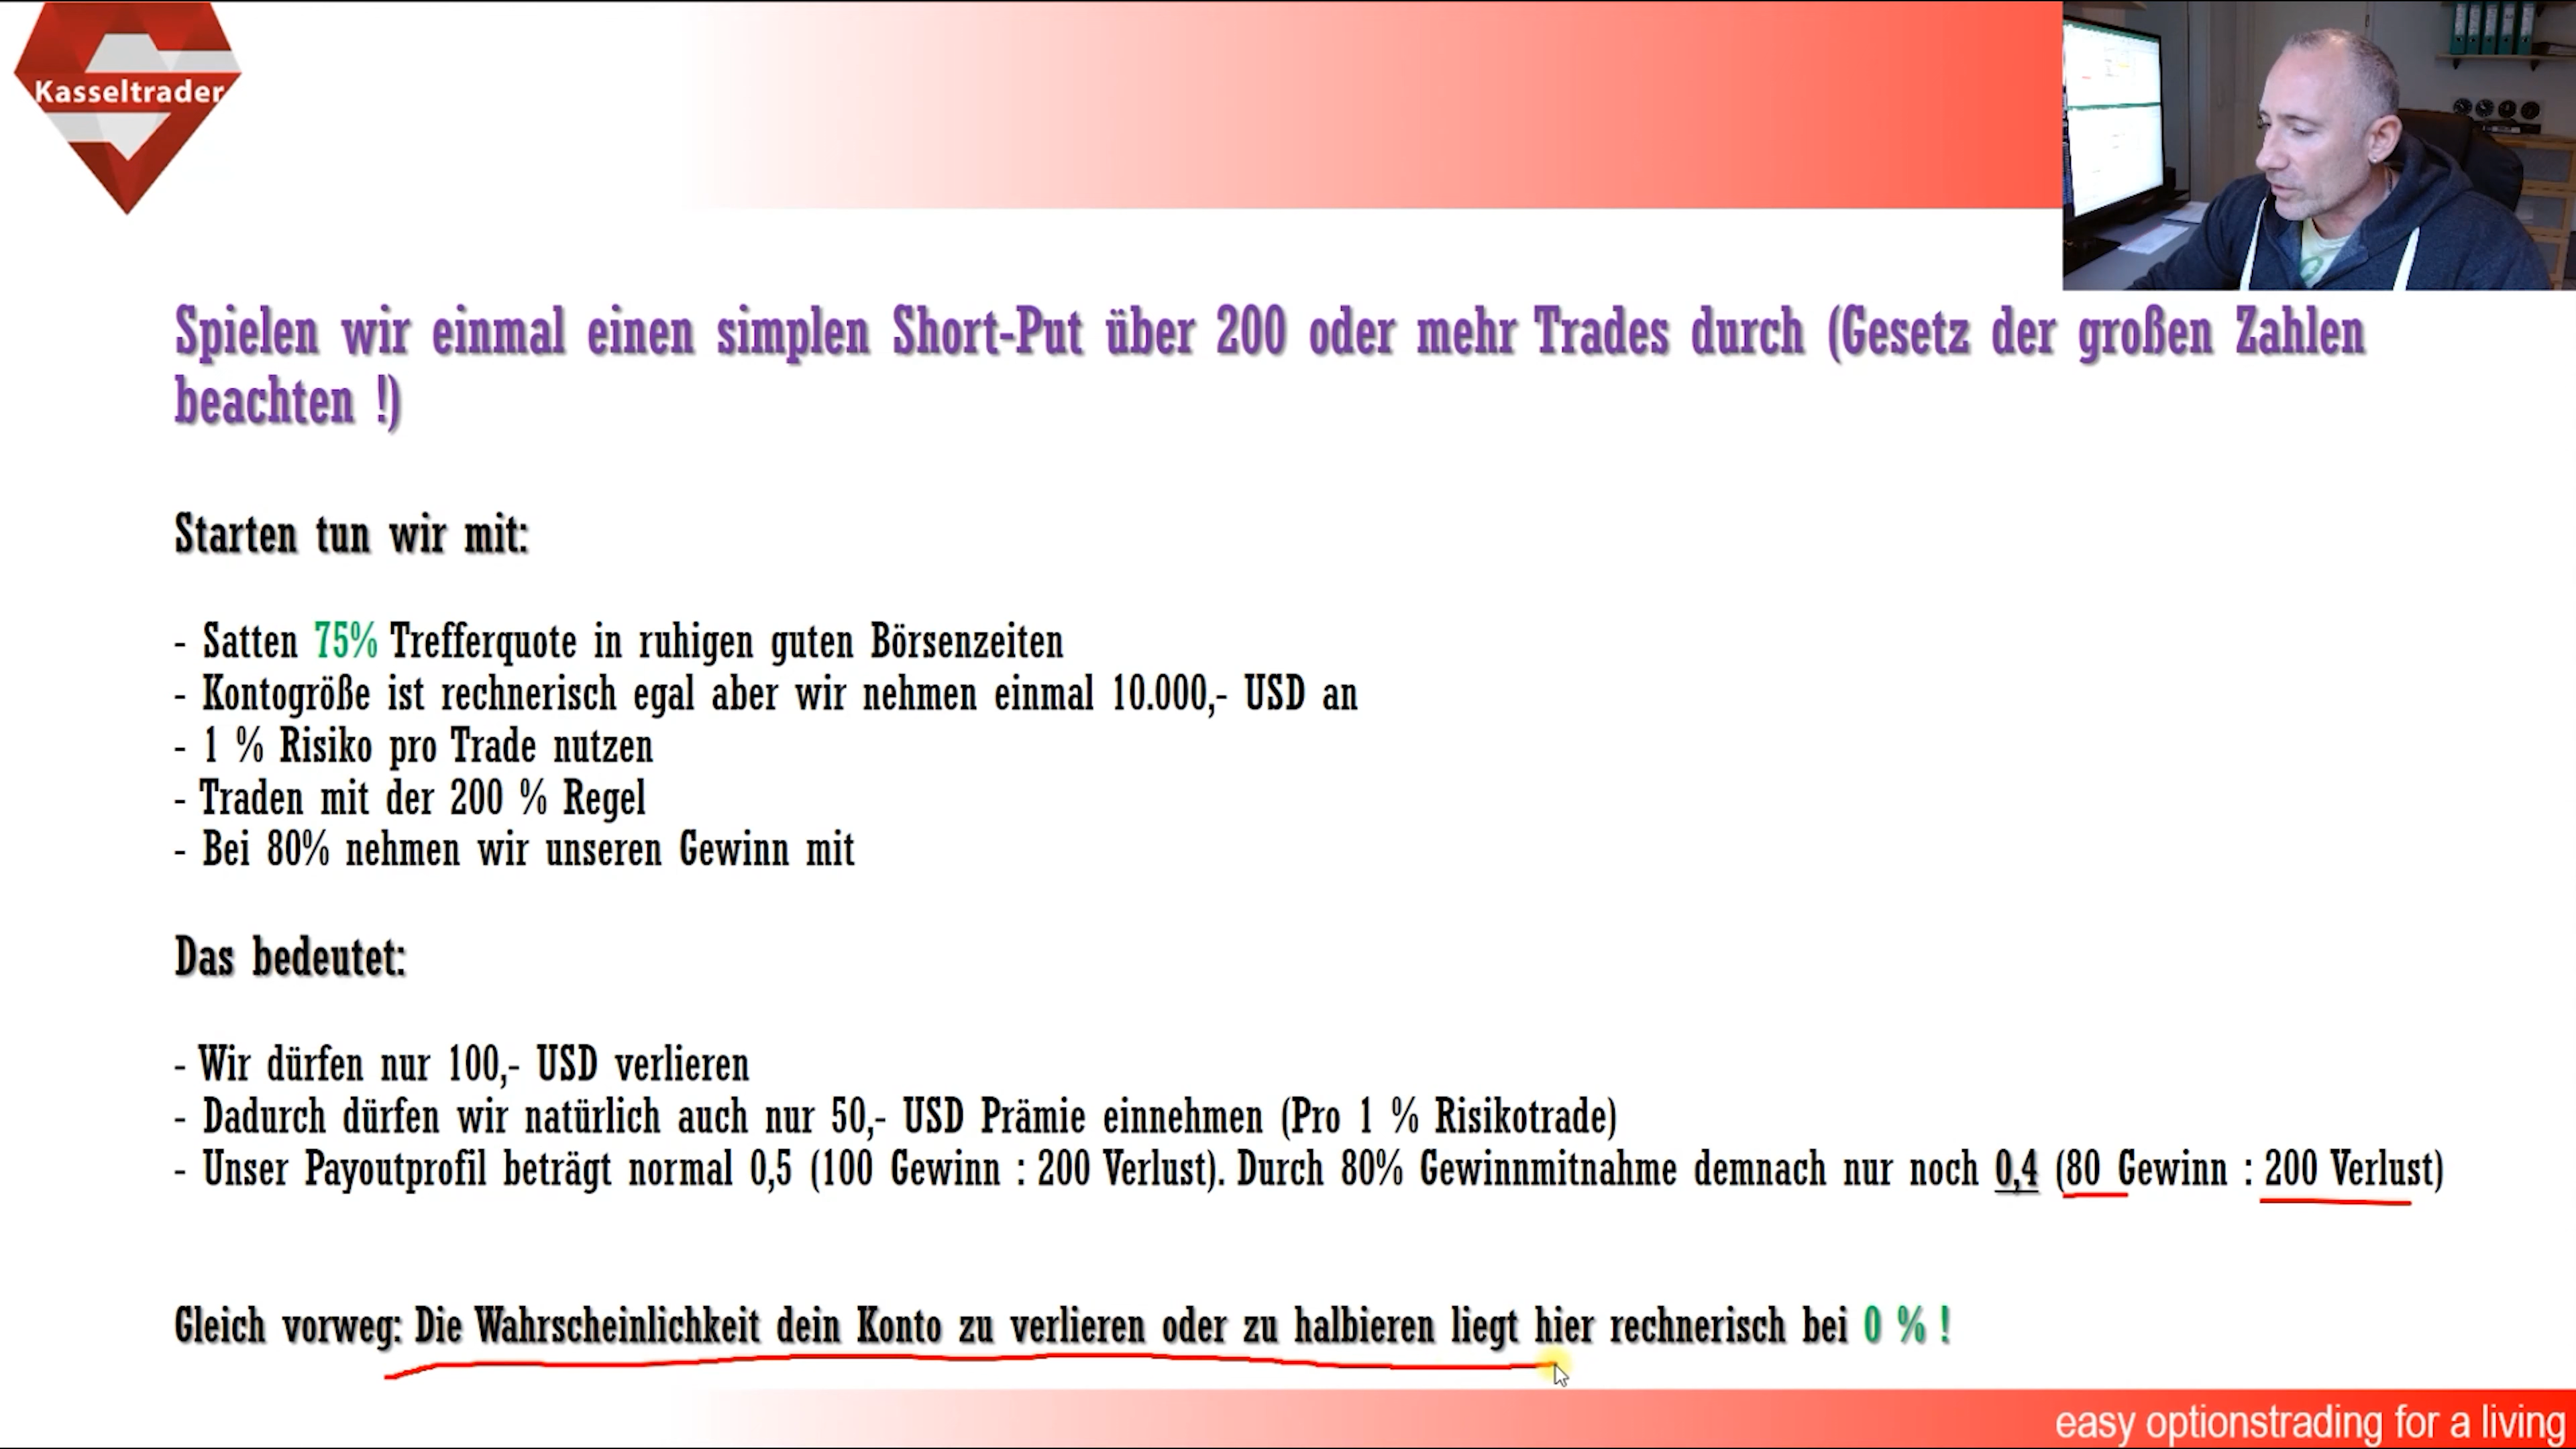 Kasseltrader
Spielen wir einmal einen simplen Short-Put über 200 oder mehr Trades durch (Gesetz der großen Zahlen
beachten !)
Starten tun wir mit:
- Satten 75% Trefferquote in ruhigen guten Börsenzeiten
- Kontogröße ist rechnerisch egal aber wir nehmen einmal 10.000,- USD an
- 1 % Risiko pro Trade nutzen
- Traden mit der 200 % Regel
- Bei 80% nehmen wir unseren Gewinn mit
Das bedeutet:
- Wir dürfen nur 100,- USD verlieren
- Dadurch dürfen wir natürlich auch nur 50,- USD Prämie einnehmen (Pro 1 % Risikotrade)
- Unser Payoutprofil beträgt normal 0,5 (100 Gewinn : 200 Verlust). Durch 80% Gewinnmitnahme demnach nur noch 0,4 (80 Gewinn : 200 Verlust)
Gleich vorweg: Die Wahrscheinlichkeit dein Konto zu verlieren oder zu halbieren liegt hier rechnerisch bei 0 % !
easy optionstrading for a living